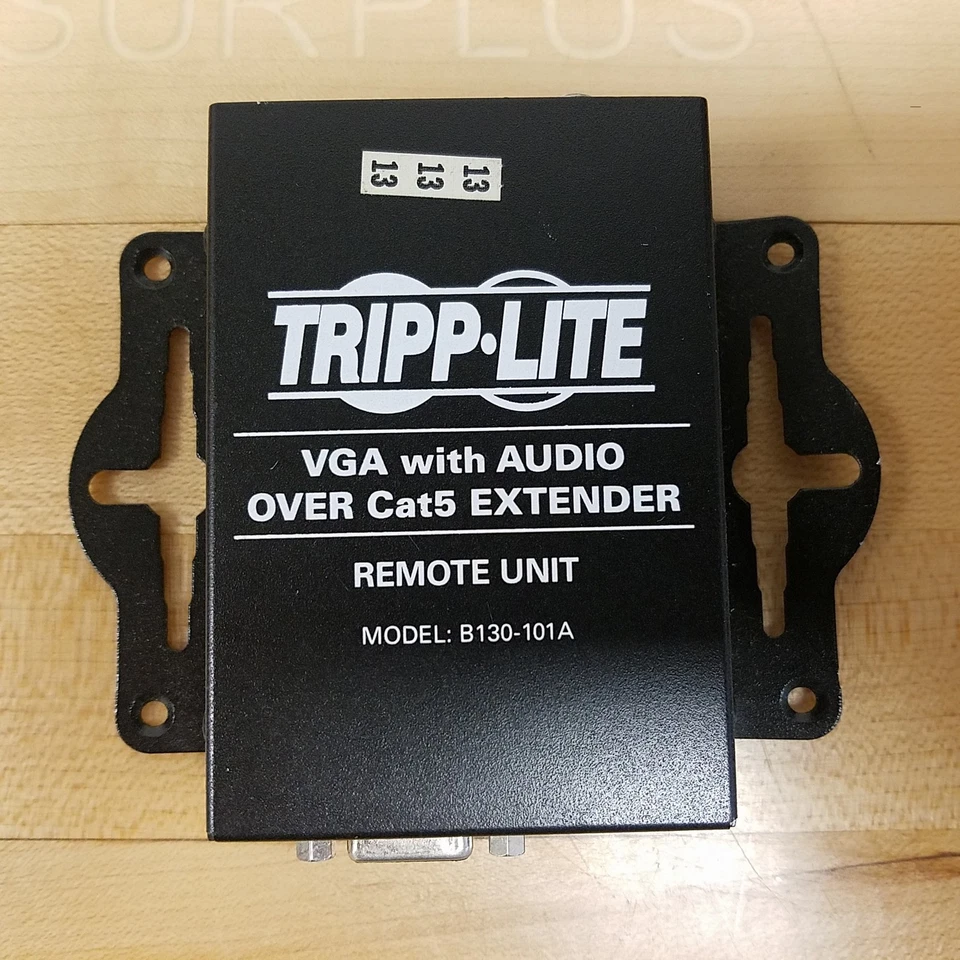 SURPLUS
13 13 13
TRIPP·LITE
VGA with AUDIO
OVER Cat5 EXTENDER
REMOTE UNIT
MODEL: B130-101A